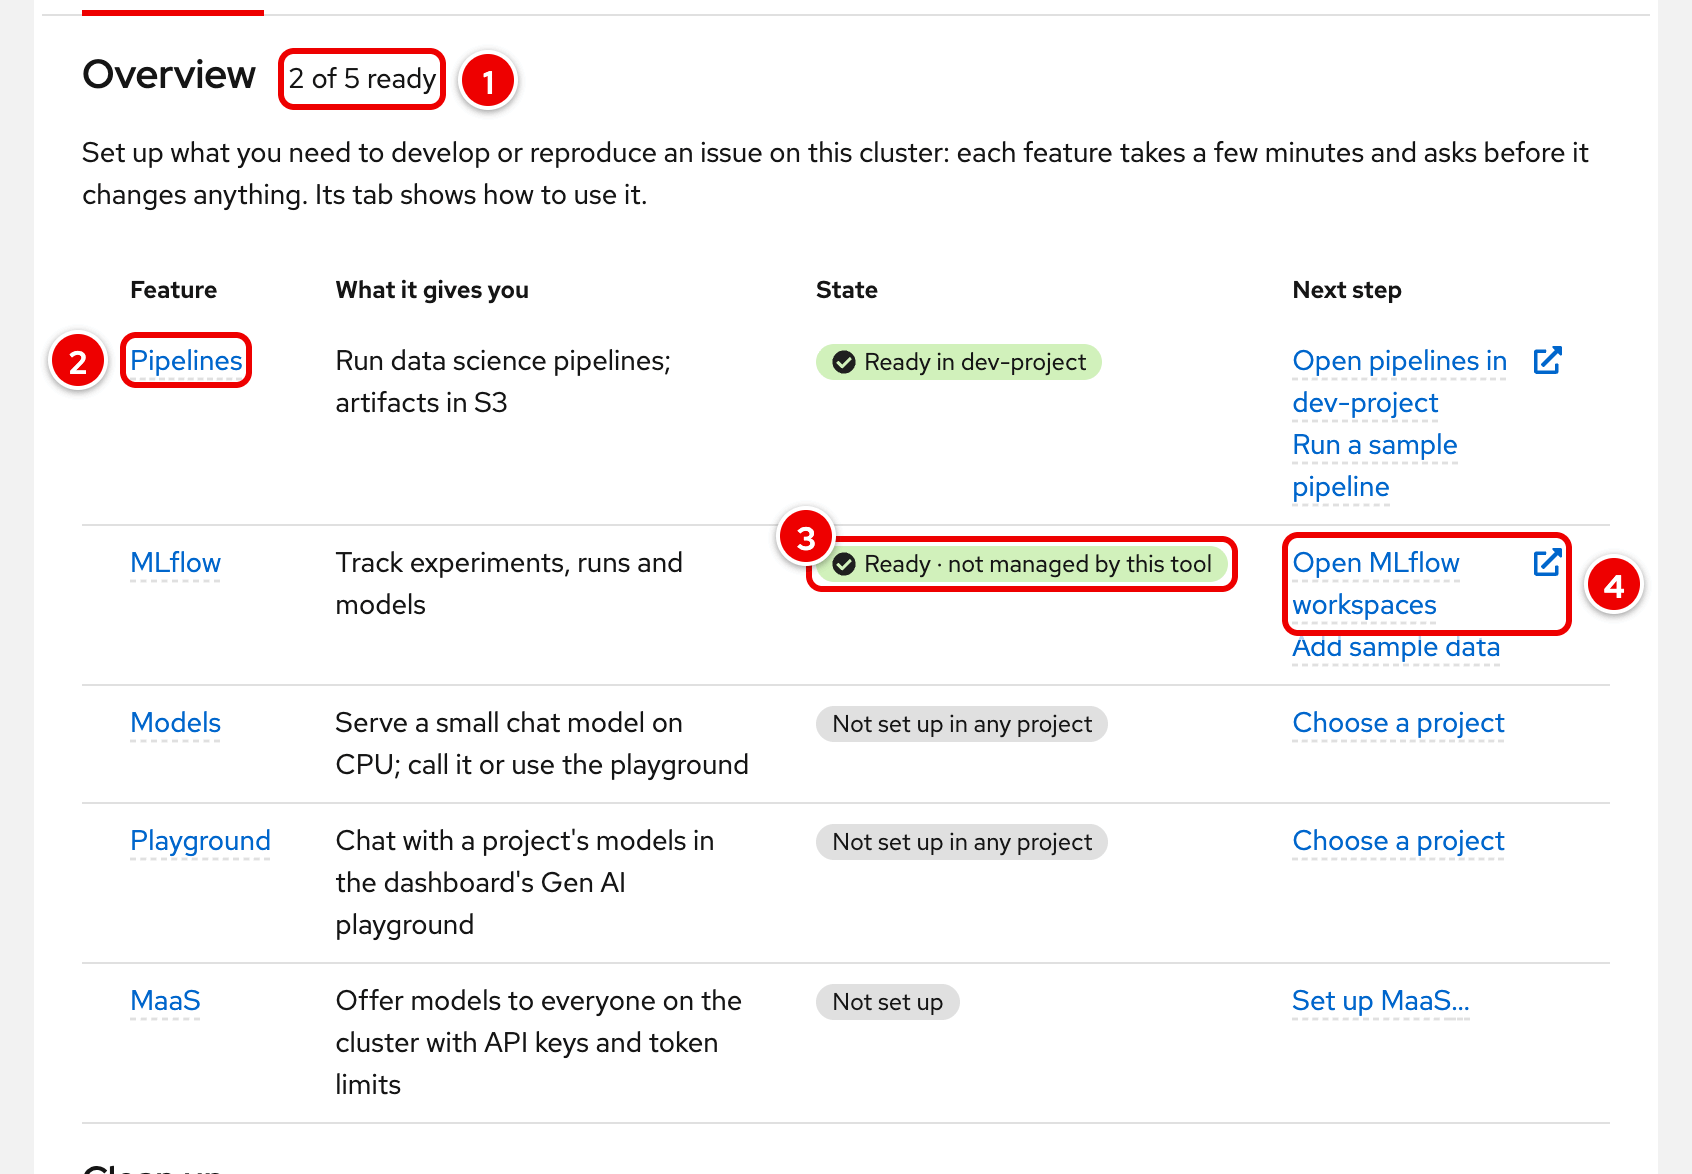 Overview 2 of 5 ready 1
Set up what you need to develop or reproduce an issue on this cluster: each feature takes a few minutes and asks before it
changes anything. Its tab shows how to use it.
Feature What it gives you State Next step
2 Pipelines Run data science pipelines; Ready in dev-project Open pipelines in
artifacts in S3 dev-project
Run a sample
pipeline
3
MLflow Track experiments, runs and Ready · not managed by this tool Open MLflow
models workspaces 4
Add sample data
Models Serve a small chat model on Not set up in any project Choose a project
CPU; call it or use the playground
Playground Chat with a project's models in Not set up in any project Choose a project
the dashboard's Gen AI
playground
MaaS Offer models to everyone on the Not set up Set up MaaS...
cluster with API keys and token
limits